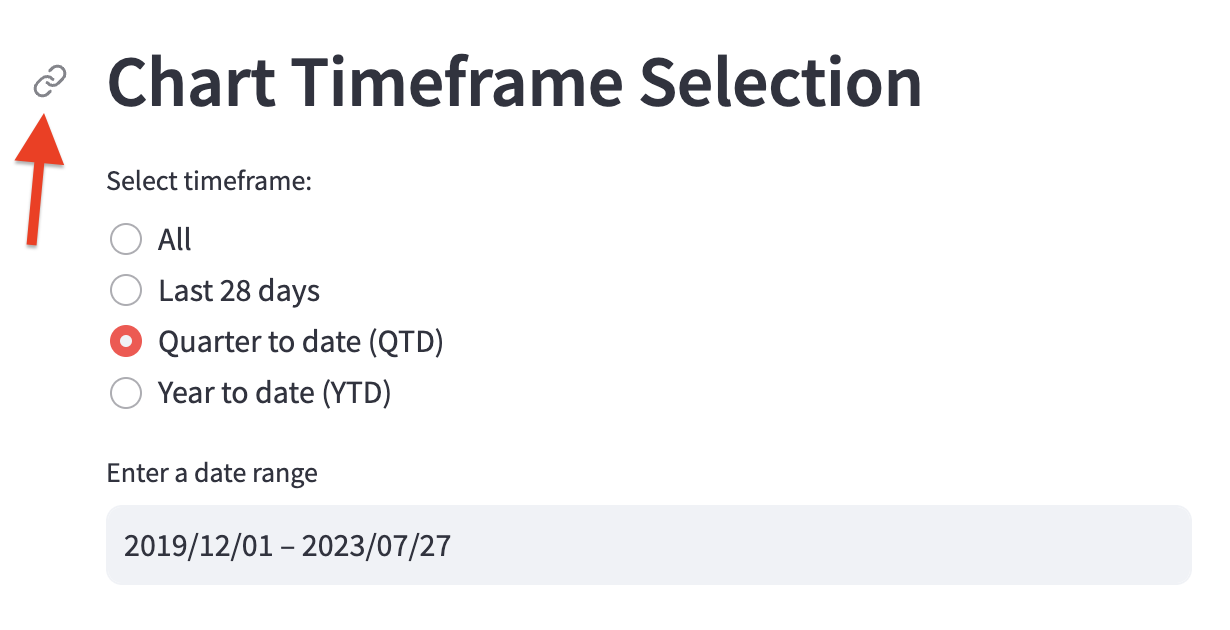 Chart Timeframe Selection
Select timeframe:
All
Last 28 days
Quarter to date (QTD)
Year to date (YTD)
Enter a date range
2019/12/01 – 2023/07/27